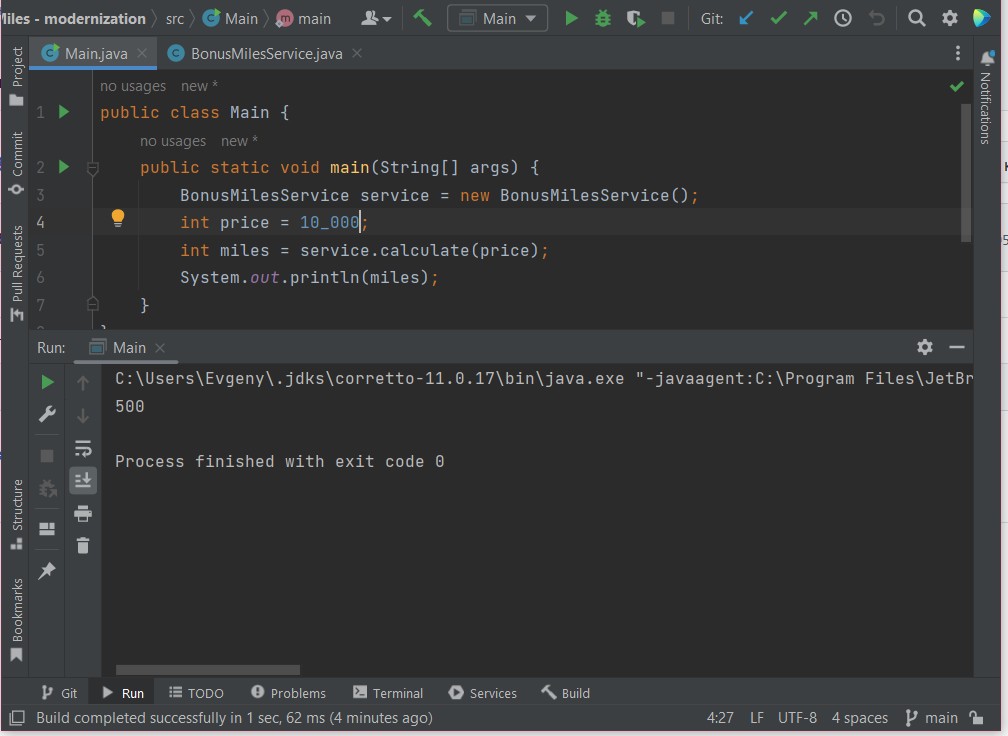 Miles - modernization src Main main Main Git:
Main.java BonusMilesService.java
Project
Commit
Pull Requests
Structure
Bookmarks
Notifications
no usages new *
1 public class Main {
no usages new *
2 public static void main(String[] args) {
3 BonusMilesService service = new BonusMilesService();
4 int price = 10_000;
5 int miles = service.calculate(price);
6 System.out.println(miles);
7 }
Run: Main
C:\Users\Evgeny\.jdks\corretto-11.0.17\bin\java.exe "-javaagent:C:\Program Files\JetBr
500
Process finished with exit code 0
Git Run TODO Problems Terminal Services Build
Build completed successfully in 1 sec, 62 ms (4 minutes ago) 4:27 LF UTF-8 4 spaces main